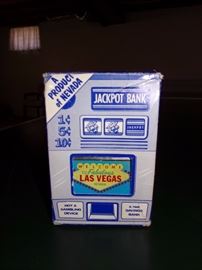 A PRODUCT
of NEVADA
JACKPOT BANK
1¢
5¢
10¢
JACKPOT
WELCOME
TO Fabulous
LAS VEGAS
NEVADA
NOT A
GAMBLING
DEVICE
SAVINGS
BANK